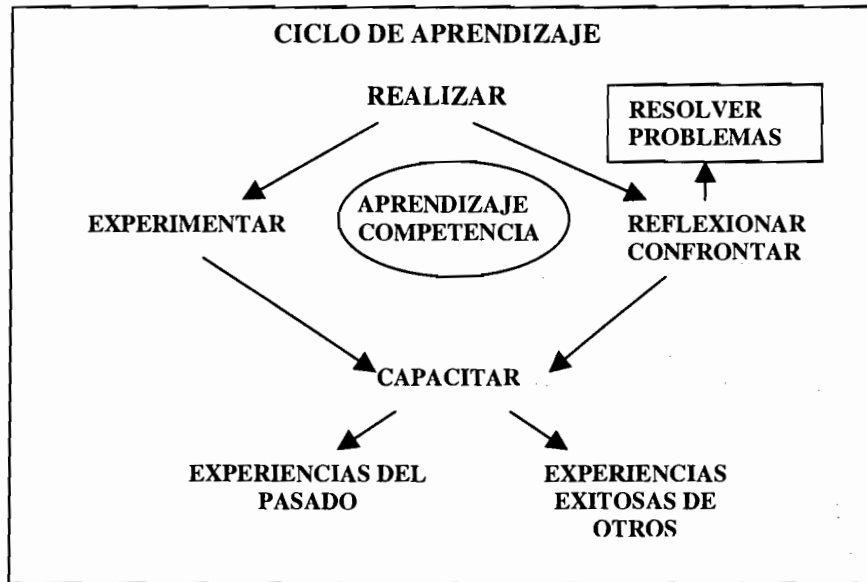 CICLO DE APRENDIZAJE
REALIZAR
RESOLVER
PROBLEMAS
APRENDIZAJE
COMPETENCIA
EXPERIMENTAR
REFLEXIONAR
CONFRONTAR
CAPACITAR
EXPERIENCIAS DEL
PASADO
EXPERIENCIAS
EXITOSAS DE
OTROS